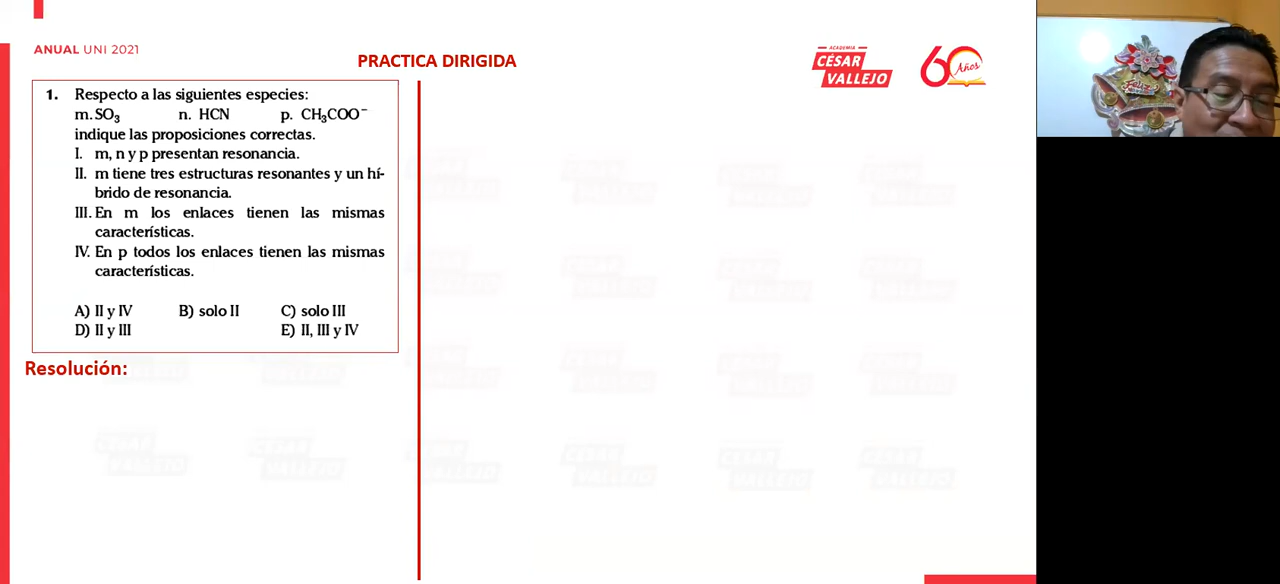 ANUAL UNI 2021
PRACTICA DIRIGIDA
ACADEMIA
CÉSAR
VALLEJO
60 Años
1. Respecto a las siguientes especies:
m. SO₃ n. HCN p. CH₃COO⁻
indique las proposiciones correctas.
I. m, n y p presentan resonancia.
II. m tiene tres estructuras resonantes y un hí-
brido de resonancia.
III. En m los enlaces tienen las mismas
características.
IV. En p todos los enlaces tienen las mismas
características.
A) II y IV B) solo II C) solo III
D) II y III E) II, III y IV
Resolución: